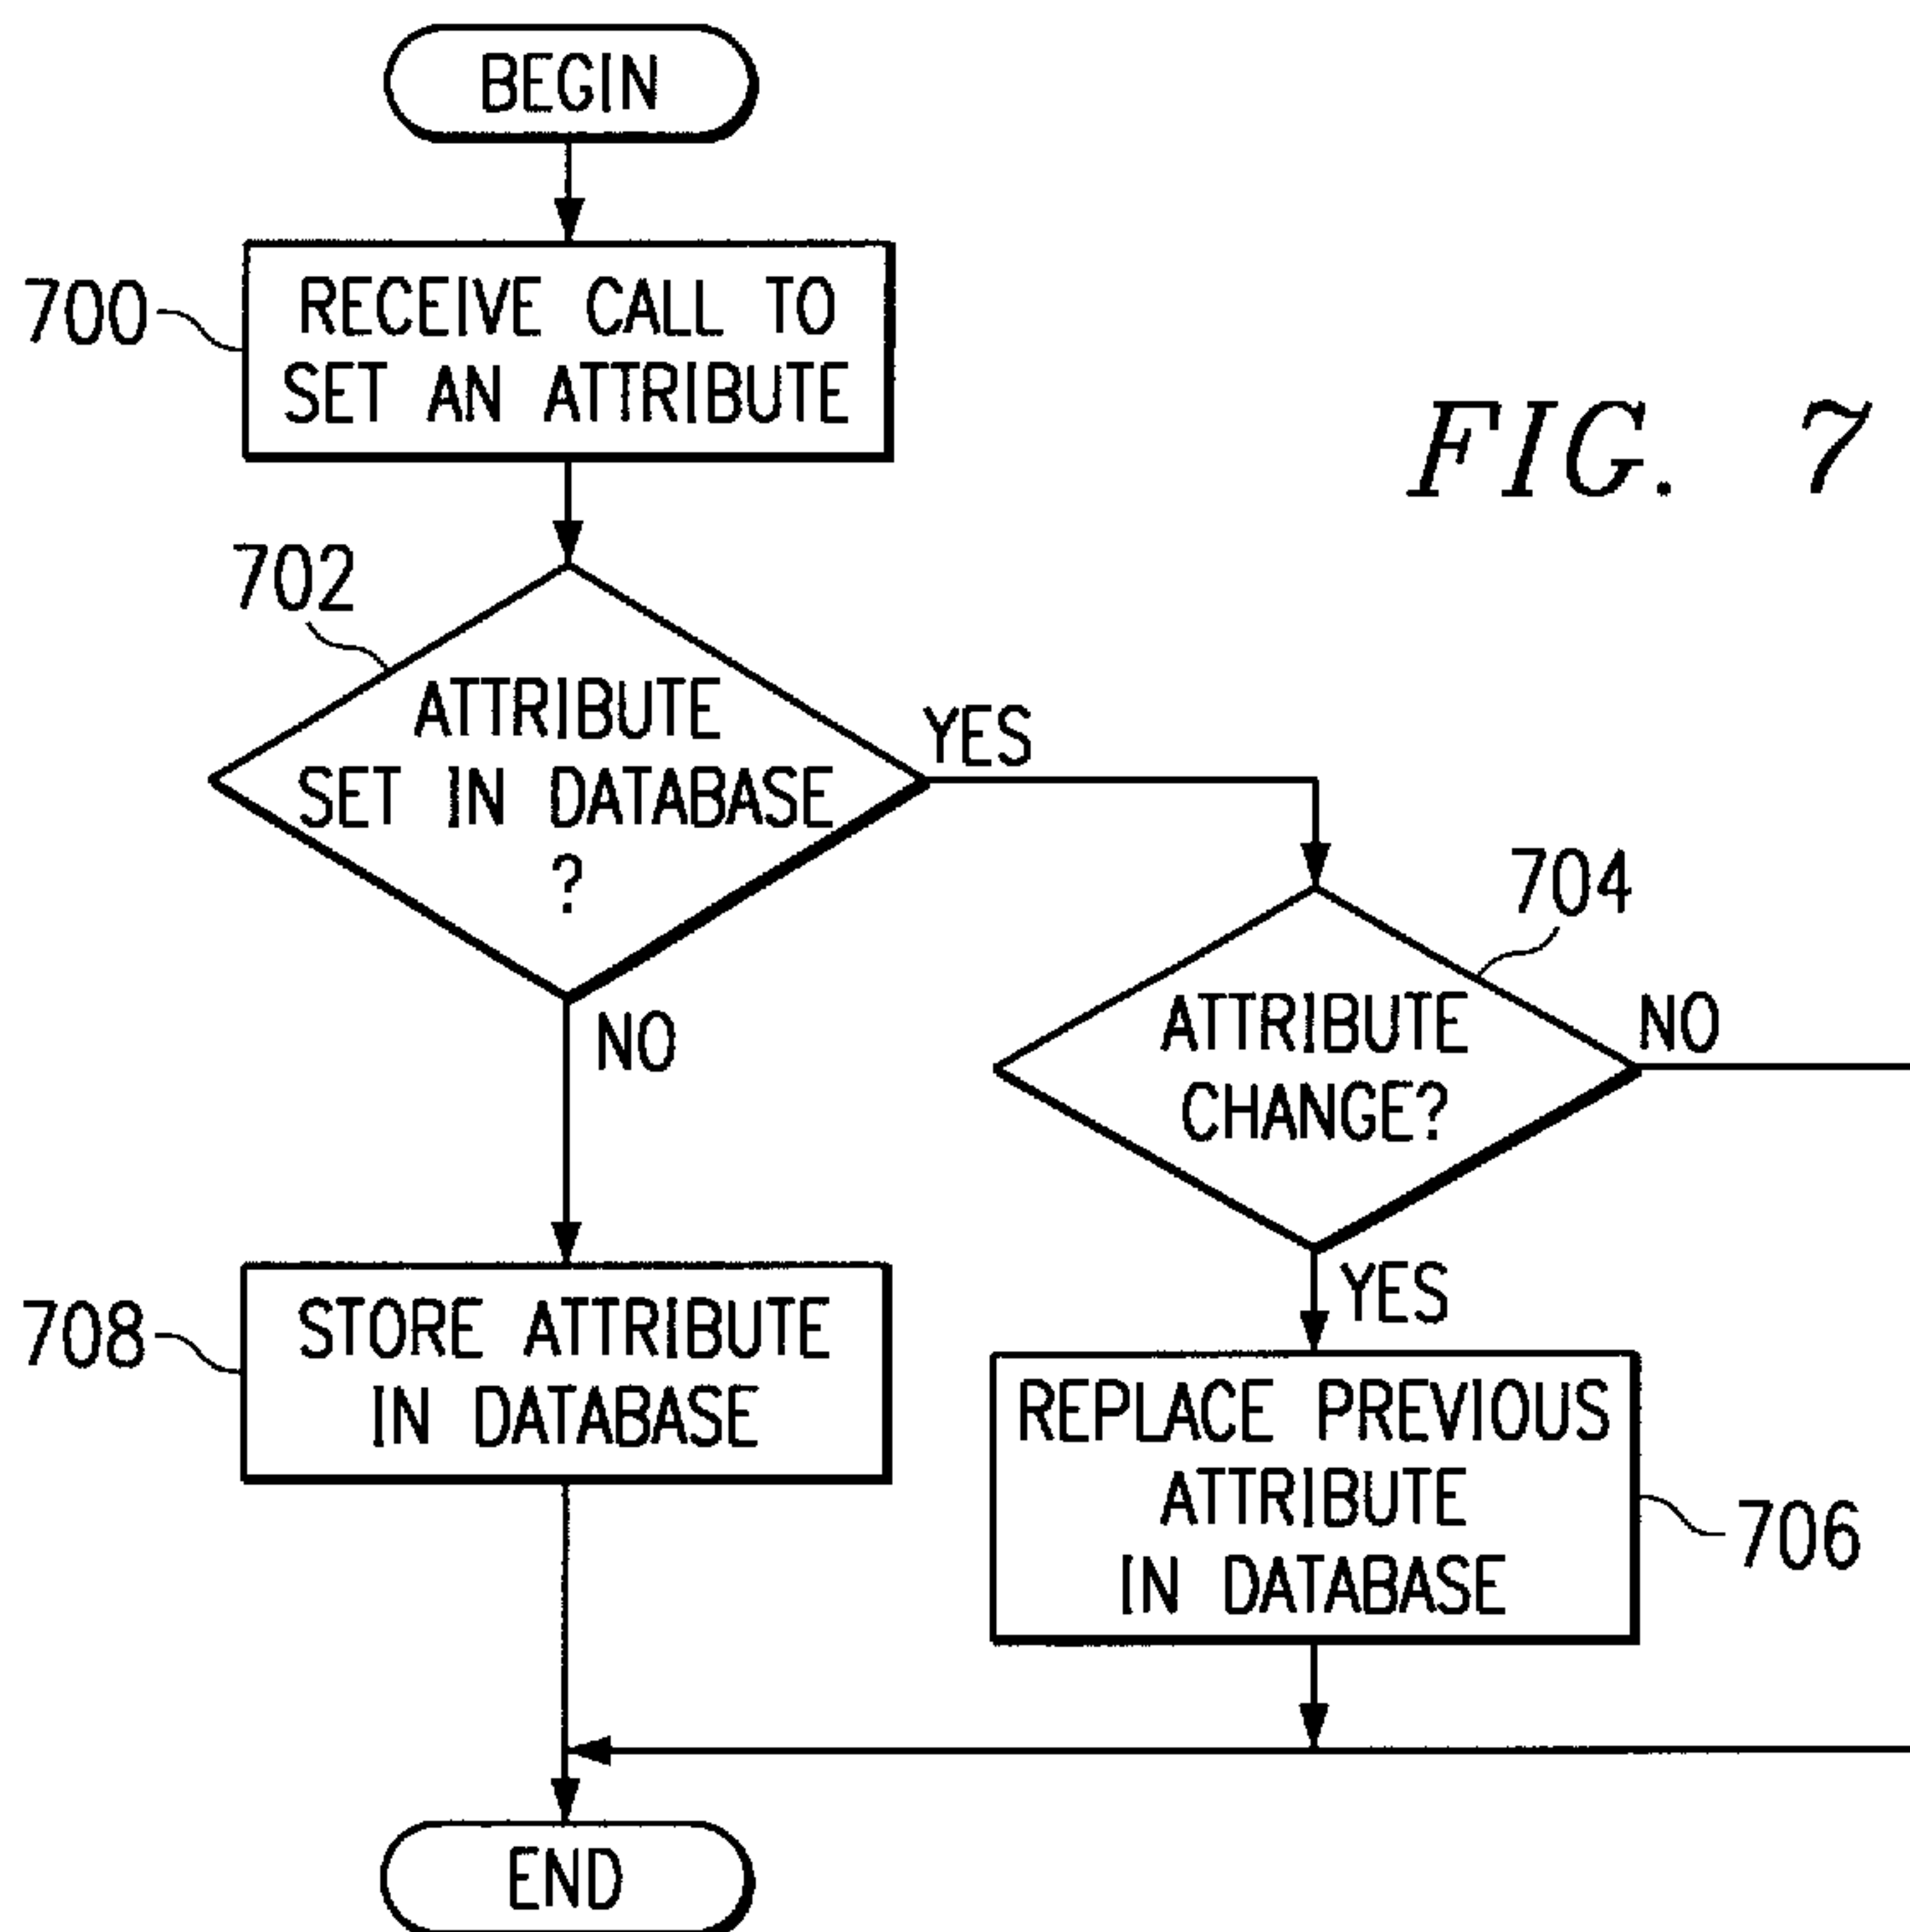 BEGIN
700
RECEIVE CALL TO
SET AN ATTRIBUTE
FIG. 7
702
ATTRIBUTE
SET IN DATABASE
?
YES
NO
704
ATTRIBUTE
CHANGE?
NO
YES
708
STORE ATTRIBUTE
IN DATABASE
REPLACE PREVIOUS
ATTRIBUTE
IN DATABASE
706
END